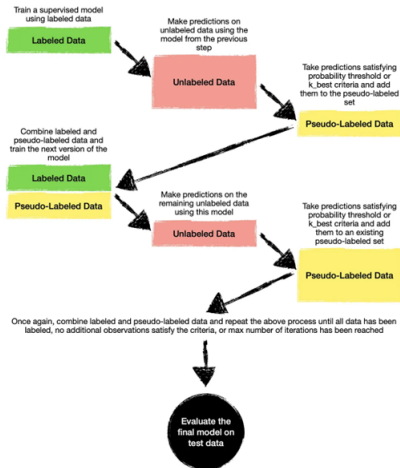 Train a supervised model
using labeled data
Labeled Data
Make predictions on
unlabeled data using the
model from the previous
step
Unlabeled Data
Take predictions satisfying
probability threshold or
k_best criteria and add
them to the pseudo-labeled
set
Pseudo-Labeled Data
Combine labeled and
pseudo-labeled data and
train the next version of the
model
Labeled Data
Pseudo-Labeled Data
Make predictions on the
remaining unlabeled data
using this model
Unlabeled Data
Take predictions satisfying
probability threshold or
k_best criteria and add
them to an existing
pseudo-labeled set
Pseudo-Labeled Data
Once again, combine labeled and pseudo-labeled data and repeat the above process until all data has been
labeled, no additional observations satisfy the criteria, or max number of iterations has been reached
Evaluate the
final model on
test data